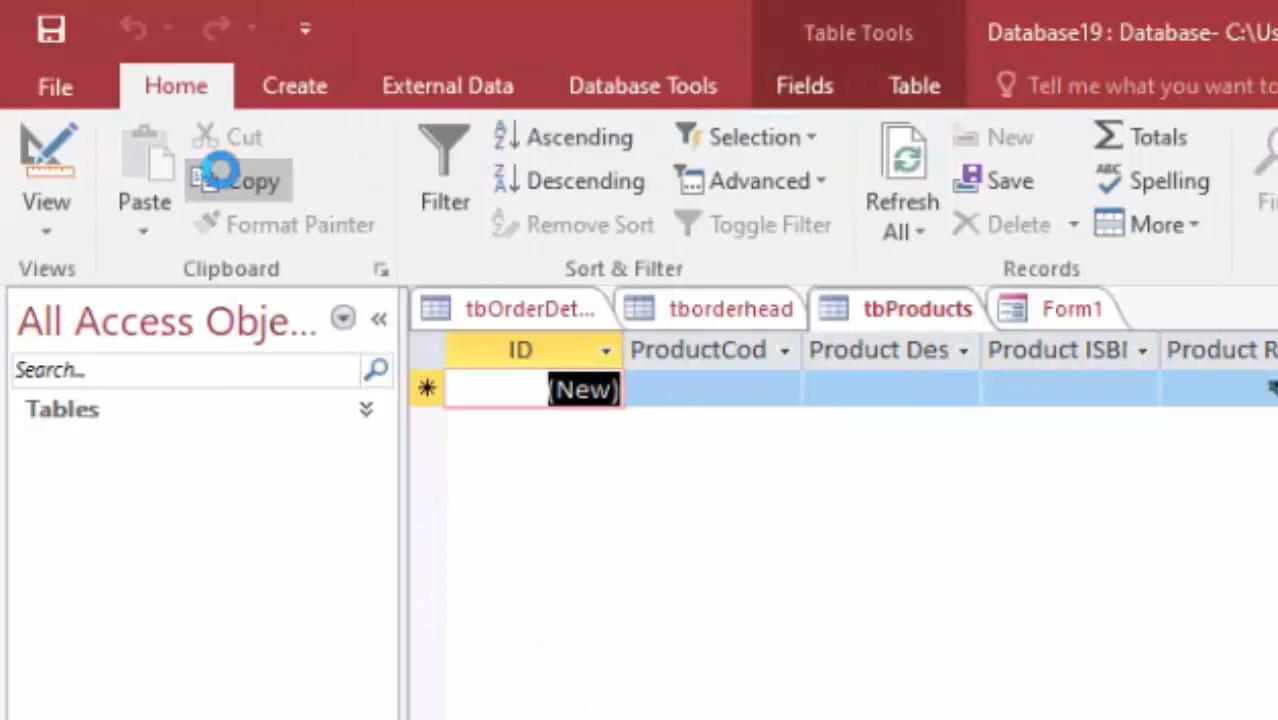 Table Tools
Database19 : Database- C:\Us
File
Home
Create
External Data
Database Tools
Fields
Table
Tell me what you want to
View
Paste
Cut
Copy
Format Painter
Filter
Ascending
Descending
Remove Sort
Selection
Advanced
Toggle Filter
Refresh
All
New
Save
Delete
Totals
Spelling
More
Views
Clipboard
Sort & Filter
Records
All Access Obje...
Search...
Tables
tbOrderDet...
tborderhead
tbProducts
Form1
ID
ProductCod
Product Des
Product ISBI
Product R
(New)